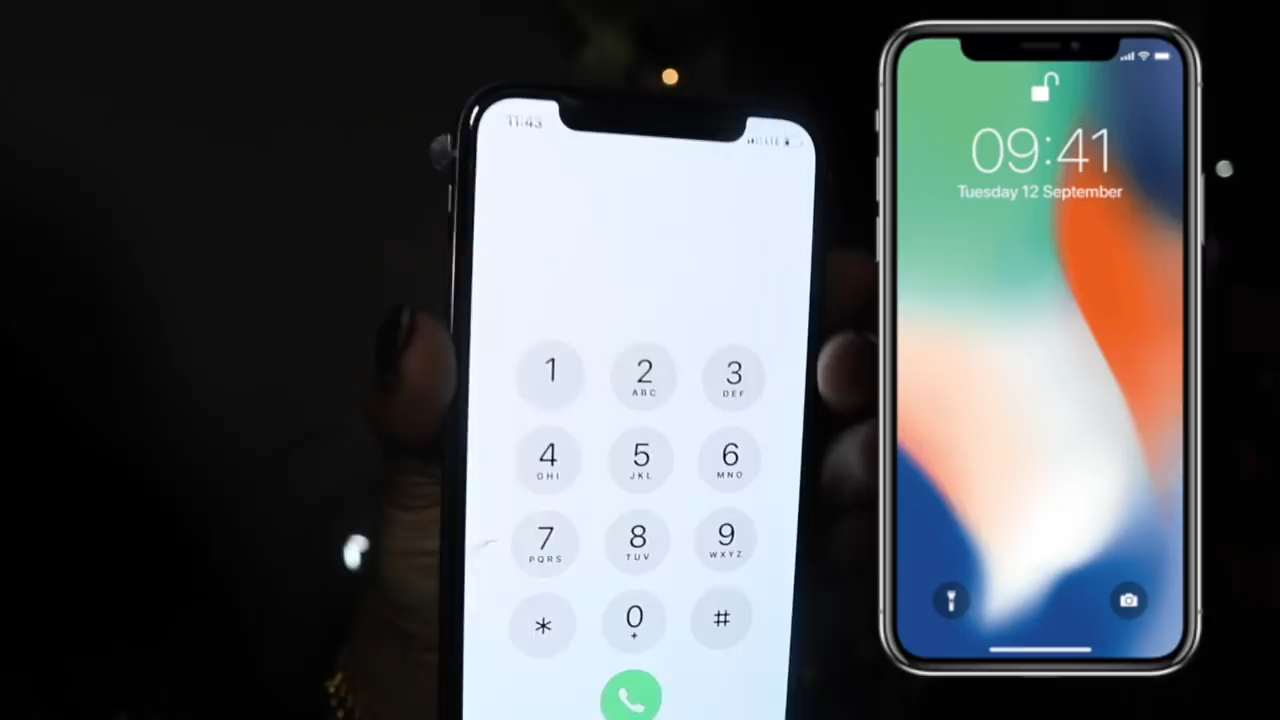 11:43
LTE
1
2
ABC
3
DEF
4
GHI
5
JKL
6
MNO
7
PQRS
8
TUV
9
WXYZ
*
0
+
#
09:41
Tuesday 12 September